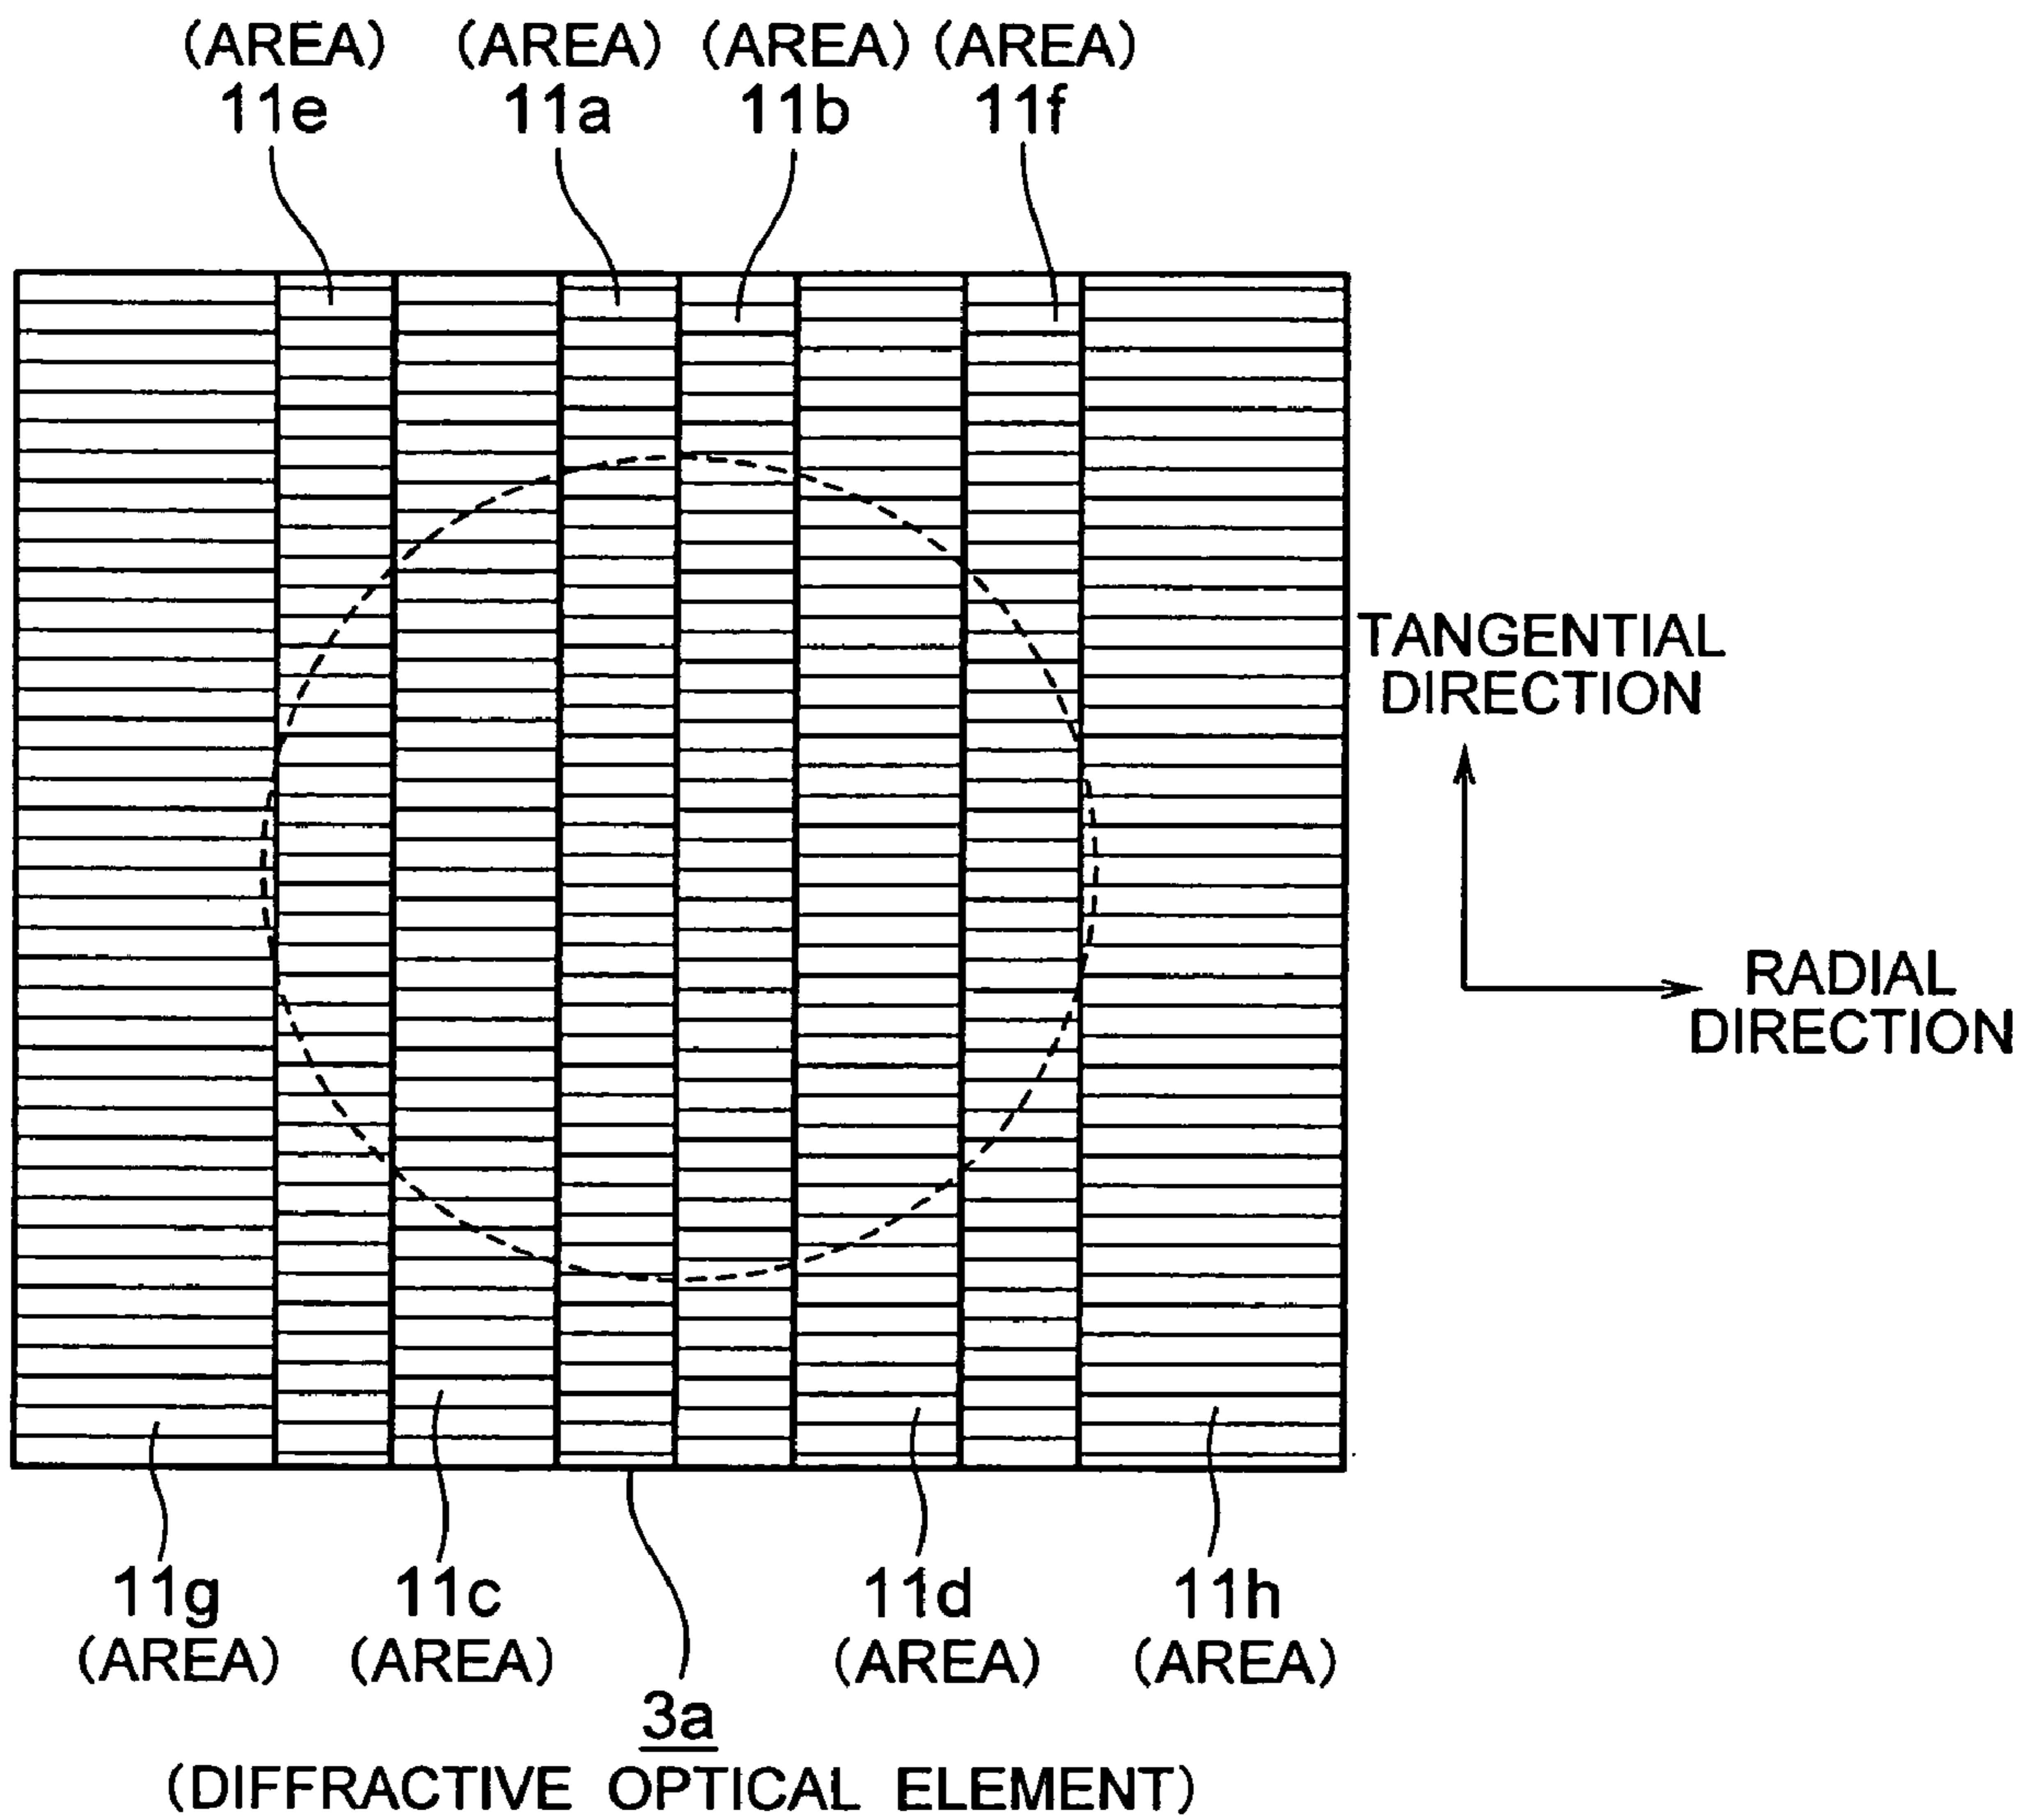 (AREA) (AREA) (AREA) (AREA)
11e 11a 11b 11f
TANGENTIAL
DIRECTION
RADIAL
DIRECTION
11g 11c 11d 11h
(AREA) (AREA) (AREA) (AREA)
3a
(DIFFRACTIVE OPTICAL ELEMENT)